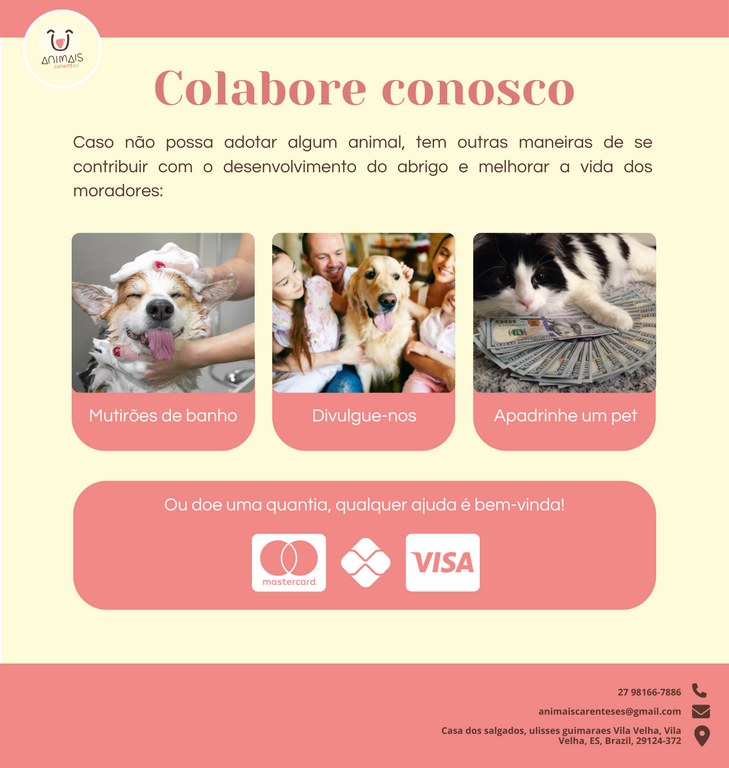 ANIMAIS
carentes
Colabore conosco
Caso não possa adotar algum animal, tem outras maneiras de se
contribuir com o desenvolvimento do abrigo e melhorar a vida dos
moradores:
Mutirões de banho
Divulgue-nos
Apadrinhe um pet
Ou doe uma quantia, qualquer ajuda é bem-vinda!
mastercard
VISA
27 98166-7886
animaiscarenteses@gmail.com
Casa dos salgados, ulisses guimaraes Vila Velha, Vila
Velha, ES, Brazil, 29124-372